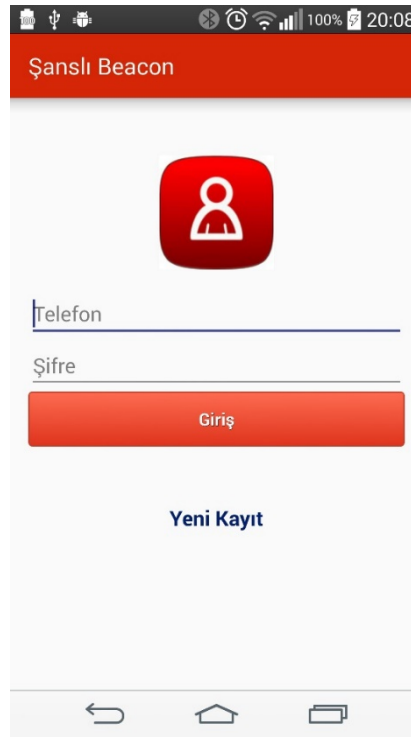 100% 20:08
Şanslı Beacon
Telefon
Şifre
Giriş
Yeni Kayıt